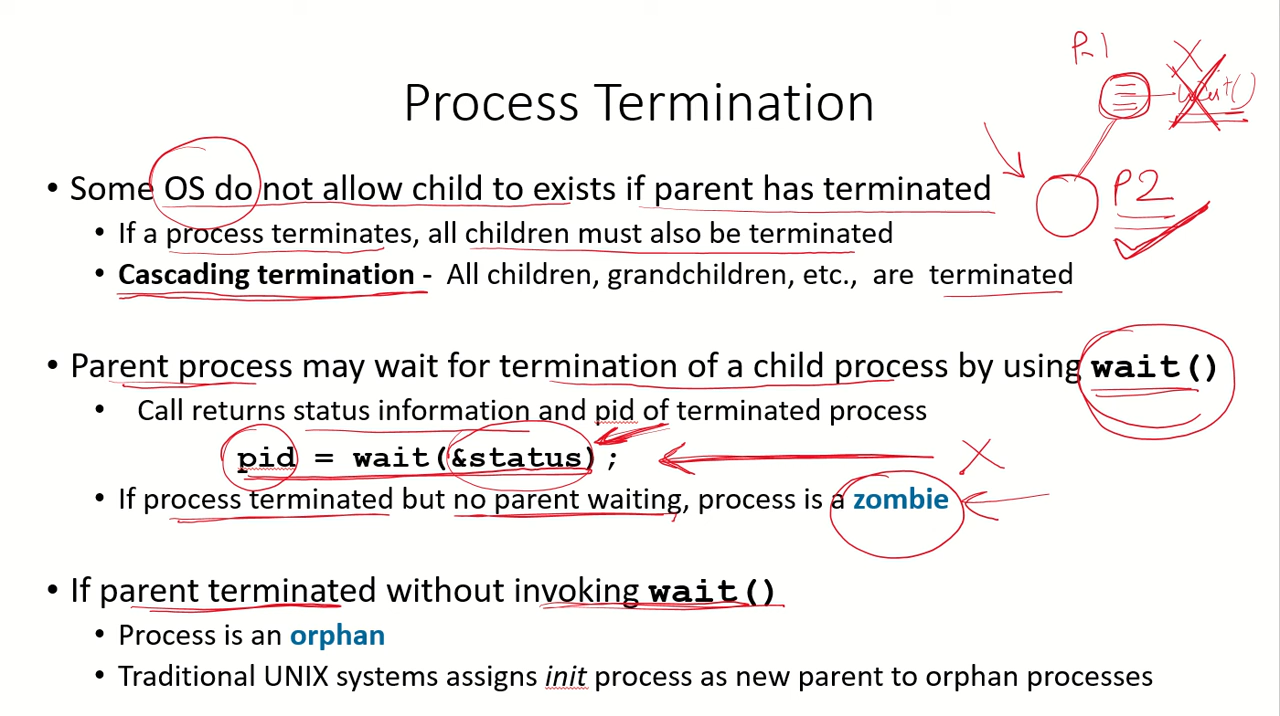 P1
X
wait()
Process Termination
• Some OS do not allow child to exists if parent has terminated
P2
• If a process terminates, all children must also be terminated
• Cascading termination - All children, grandchildren, etc., are terminated
• Parent process may wait for termination of a child process by using wait()
• Call returns status information and pid of terminated process
pid = wait(&status);
X
• If process terminated but no parent waiting, process is a zombie
• If parent terminated without invoking wait()
• Process is an orphan
• Traditional UNIX systems assigns init process as new parent to orphan processes